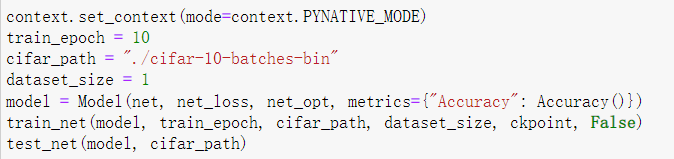 context.set_context(mode=context.PYNATIVE_MODE)
train_epoch = 10
cifar_path = "./cifar-10-batches-bin"
dataset_size = 1
model = Model(net, net_loss, net_opt, metrics={"Accuracy": Accuracy()})
train_net(model, train_epoch, cifar_path, dataset_size, ckpoint, False)
test_net(model, cifar_path)